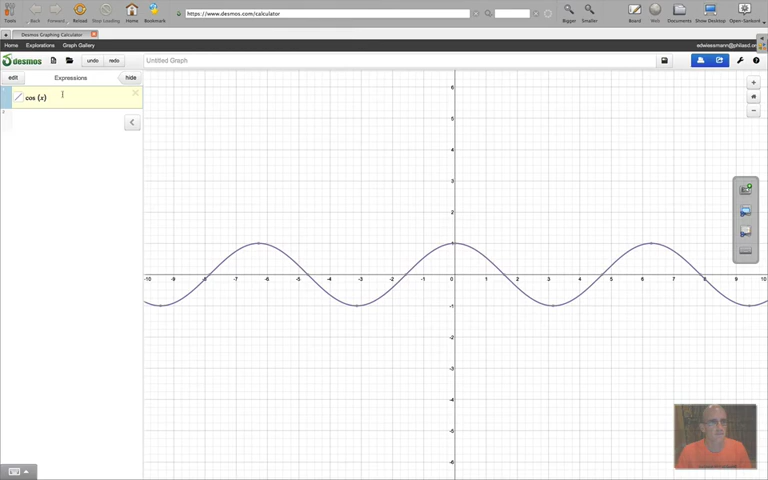 Tools
Back
Forward
Reload
Stop Loading
Home
Bookmark
https://www.desmos.com/calculator
Bigger
Smaller
Board
Web
Documents
Show Desktop
Open-Sankoré
Desmos Graphing Calculator
Home
Explorations
Graph Gallery
desmos
undo
redo
Untitled Graph
edit
Expressions
hide
cos (x)
2
6
5
4
3
2
1
-10 -9 -8 -7 -6 -5 -4 -3 -2 -1 0 1 2 3 4 5 6 7 8 9 10
-1
-2
-3
-4
-5
-6